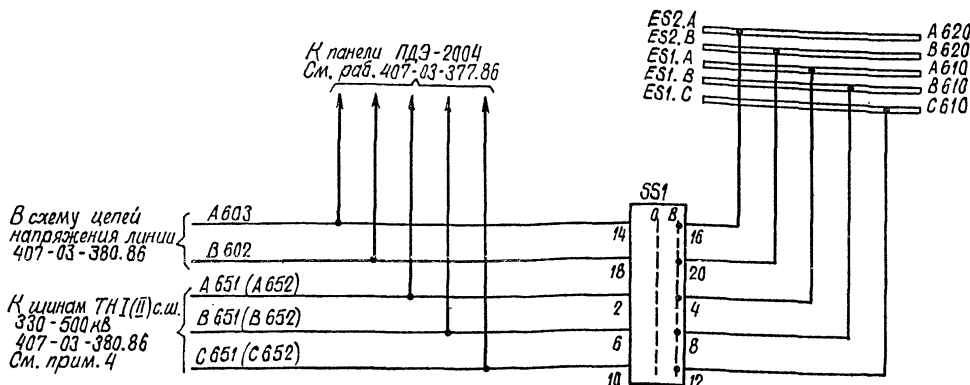 К панели ПДЭ-2004
См. раб. 407-03-377.86
ES2.A
ES2.B
ES1.A
ES1.B
ES1.C
A620
B620
A610
B610
C610
SS1
0 B
В схему цепей
напряжения линии
407-03-380.86
A603
B602
К шинам ТН I(II) с.ш.
330-500кв
407-03-380.86
См. прим. 4
A651 (A652)
B651 (B652)
C651 (C652)
14
16
18
20
2
4
6
8
10
12